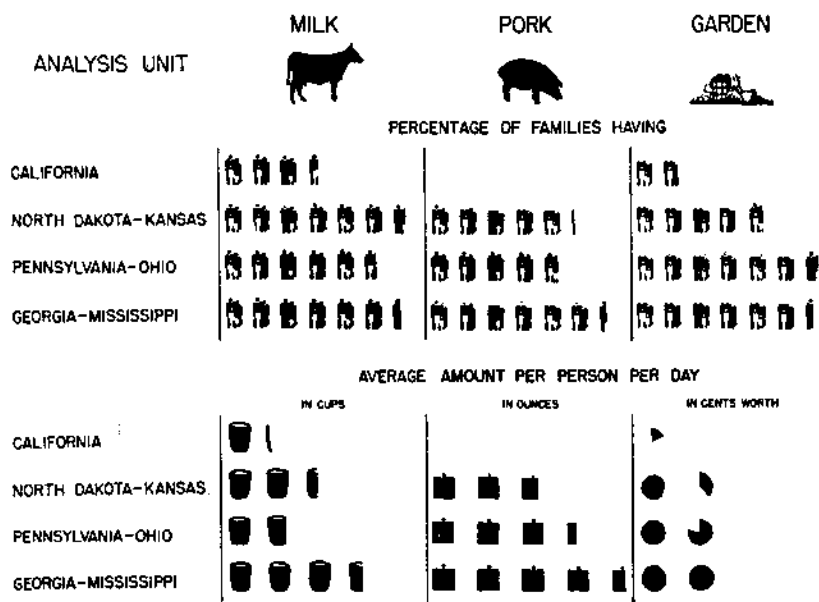 MILK PORK GARDEN
ANALYSIS UNIT
PERCENTAGE OF FAMILIES HAVING
CALIFORNIA
NORTH DAKOTA-KANSAS
PENNSYLVANIA-OHIO
GEORGIA-MISSISSIPPI
AVERAGE AMOUNT PER PERSON PER DAY
IN CUPS IN OUNCES IN CENTS WORTH
CALIFORNIA
NORTH DAKOTA-KANSAS
PENNSYLVANIA-OHIO
GEORGIA-MISSISSIPPI